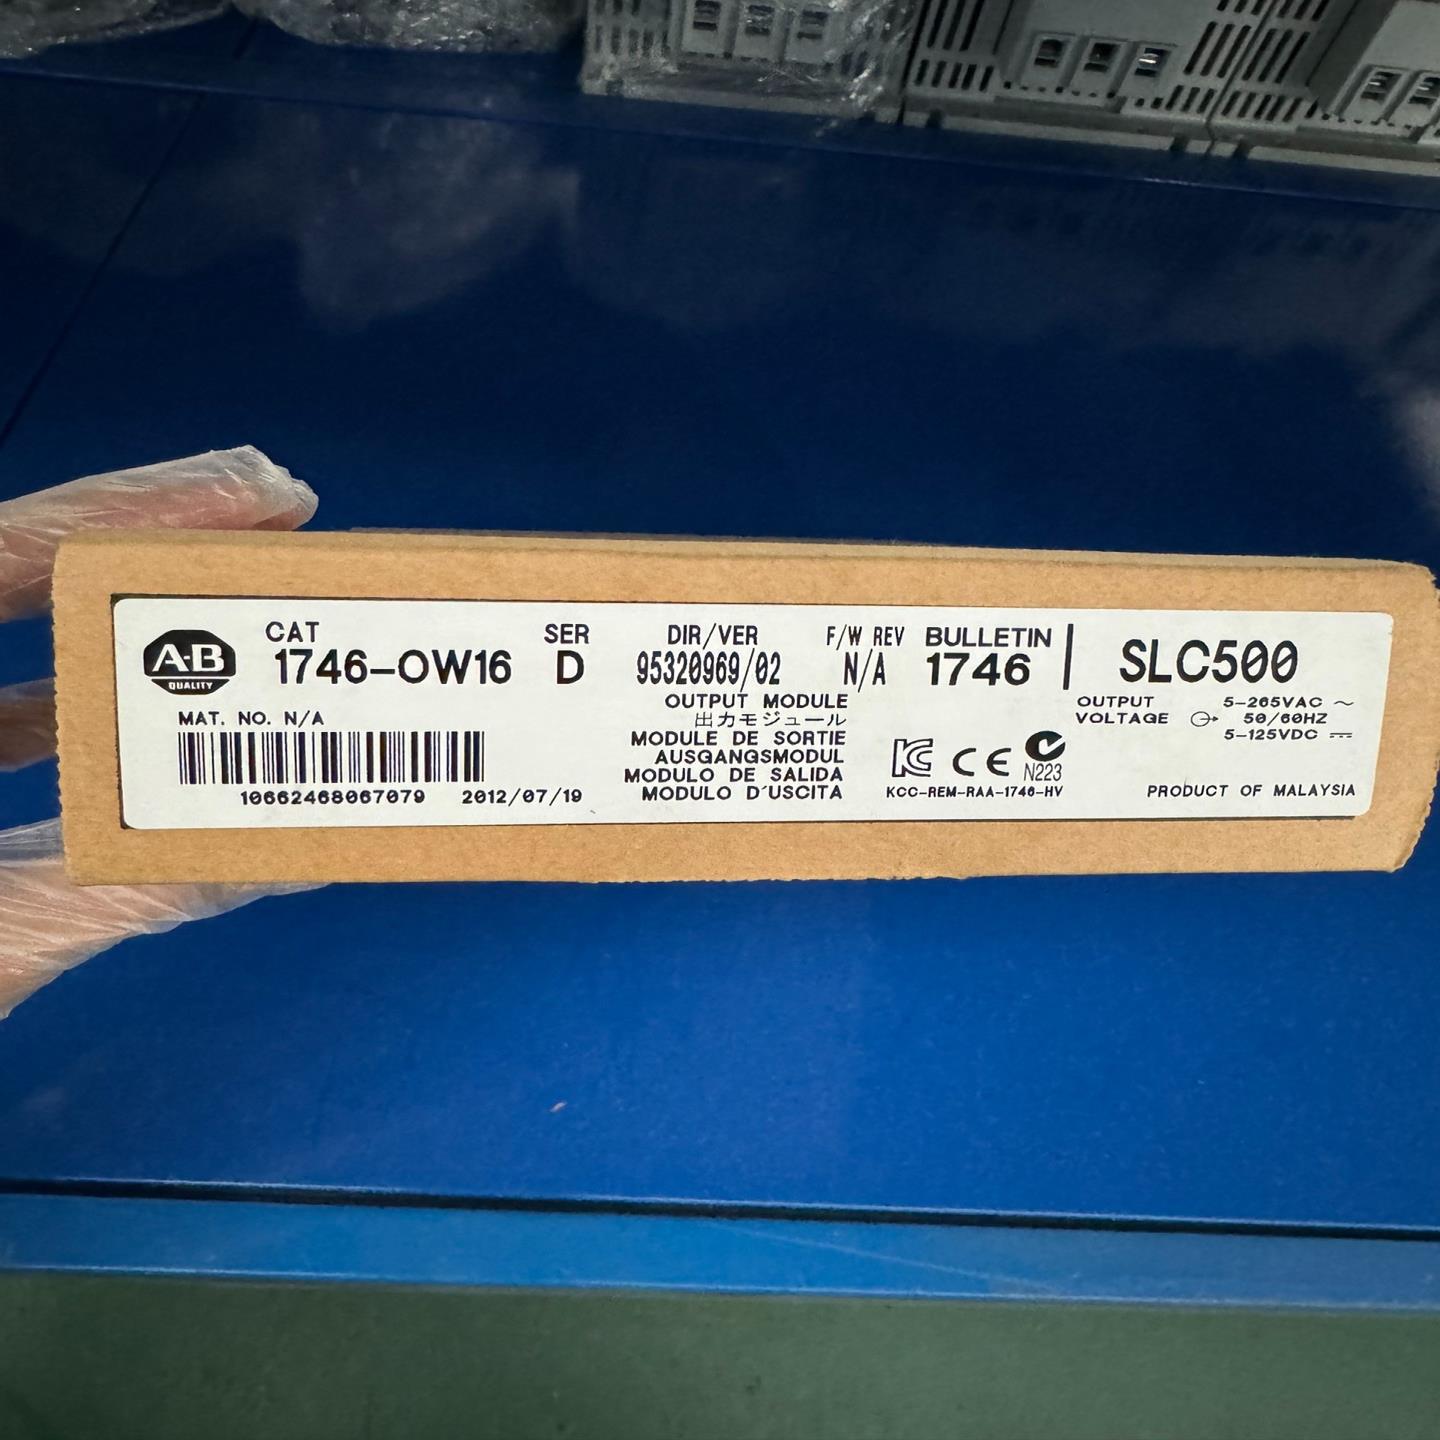 A-B
QUALITY
CAT
1746-OW16
SER
D
DIR/VER
95320969/02
F/W REV
N/A
BULLETIN
1746
SLC500
MAT. NO. N/A
10662468067079 2012/07/19
OUTPUT MODULE
出力モジュール
MODULE DE SORTIE
AUSGANGSMODUL
MODULO DE SALIDA
MODULO D'USCITA
CE
N223
KCC-REM-RAA-1746-HV
OUTPUT
VOLTAGE
5-265VAC ~
50/60HZ
5-125VDC ⎓
PRODUCT OF MALAYSIA